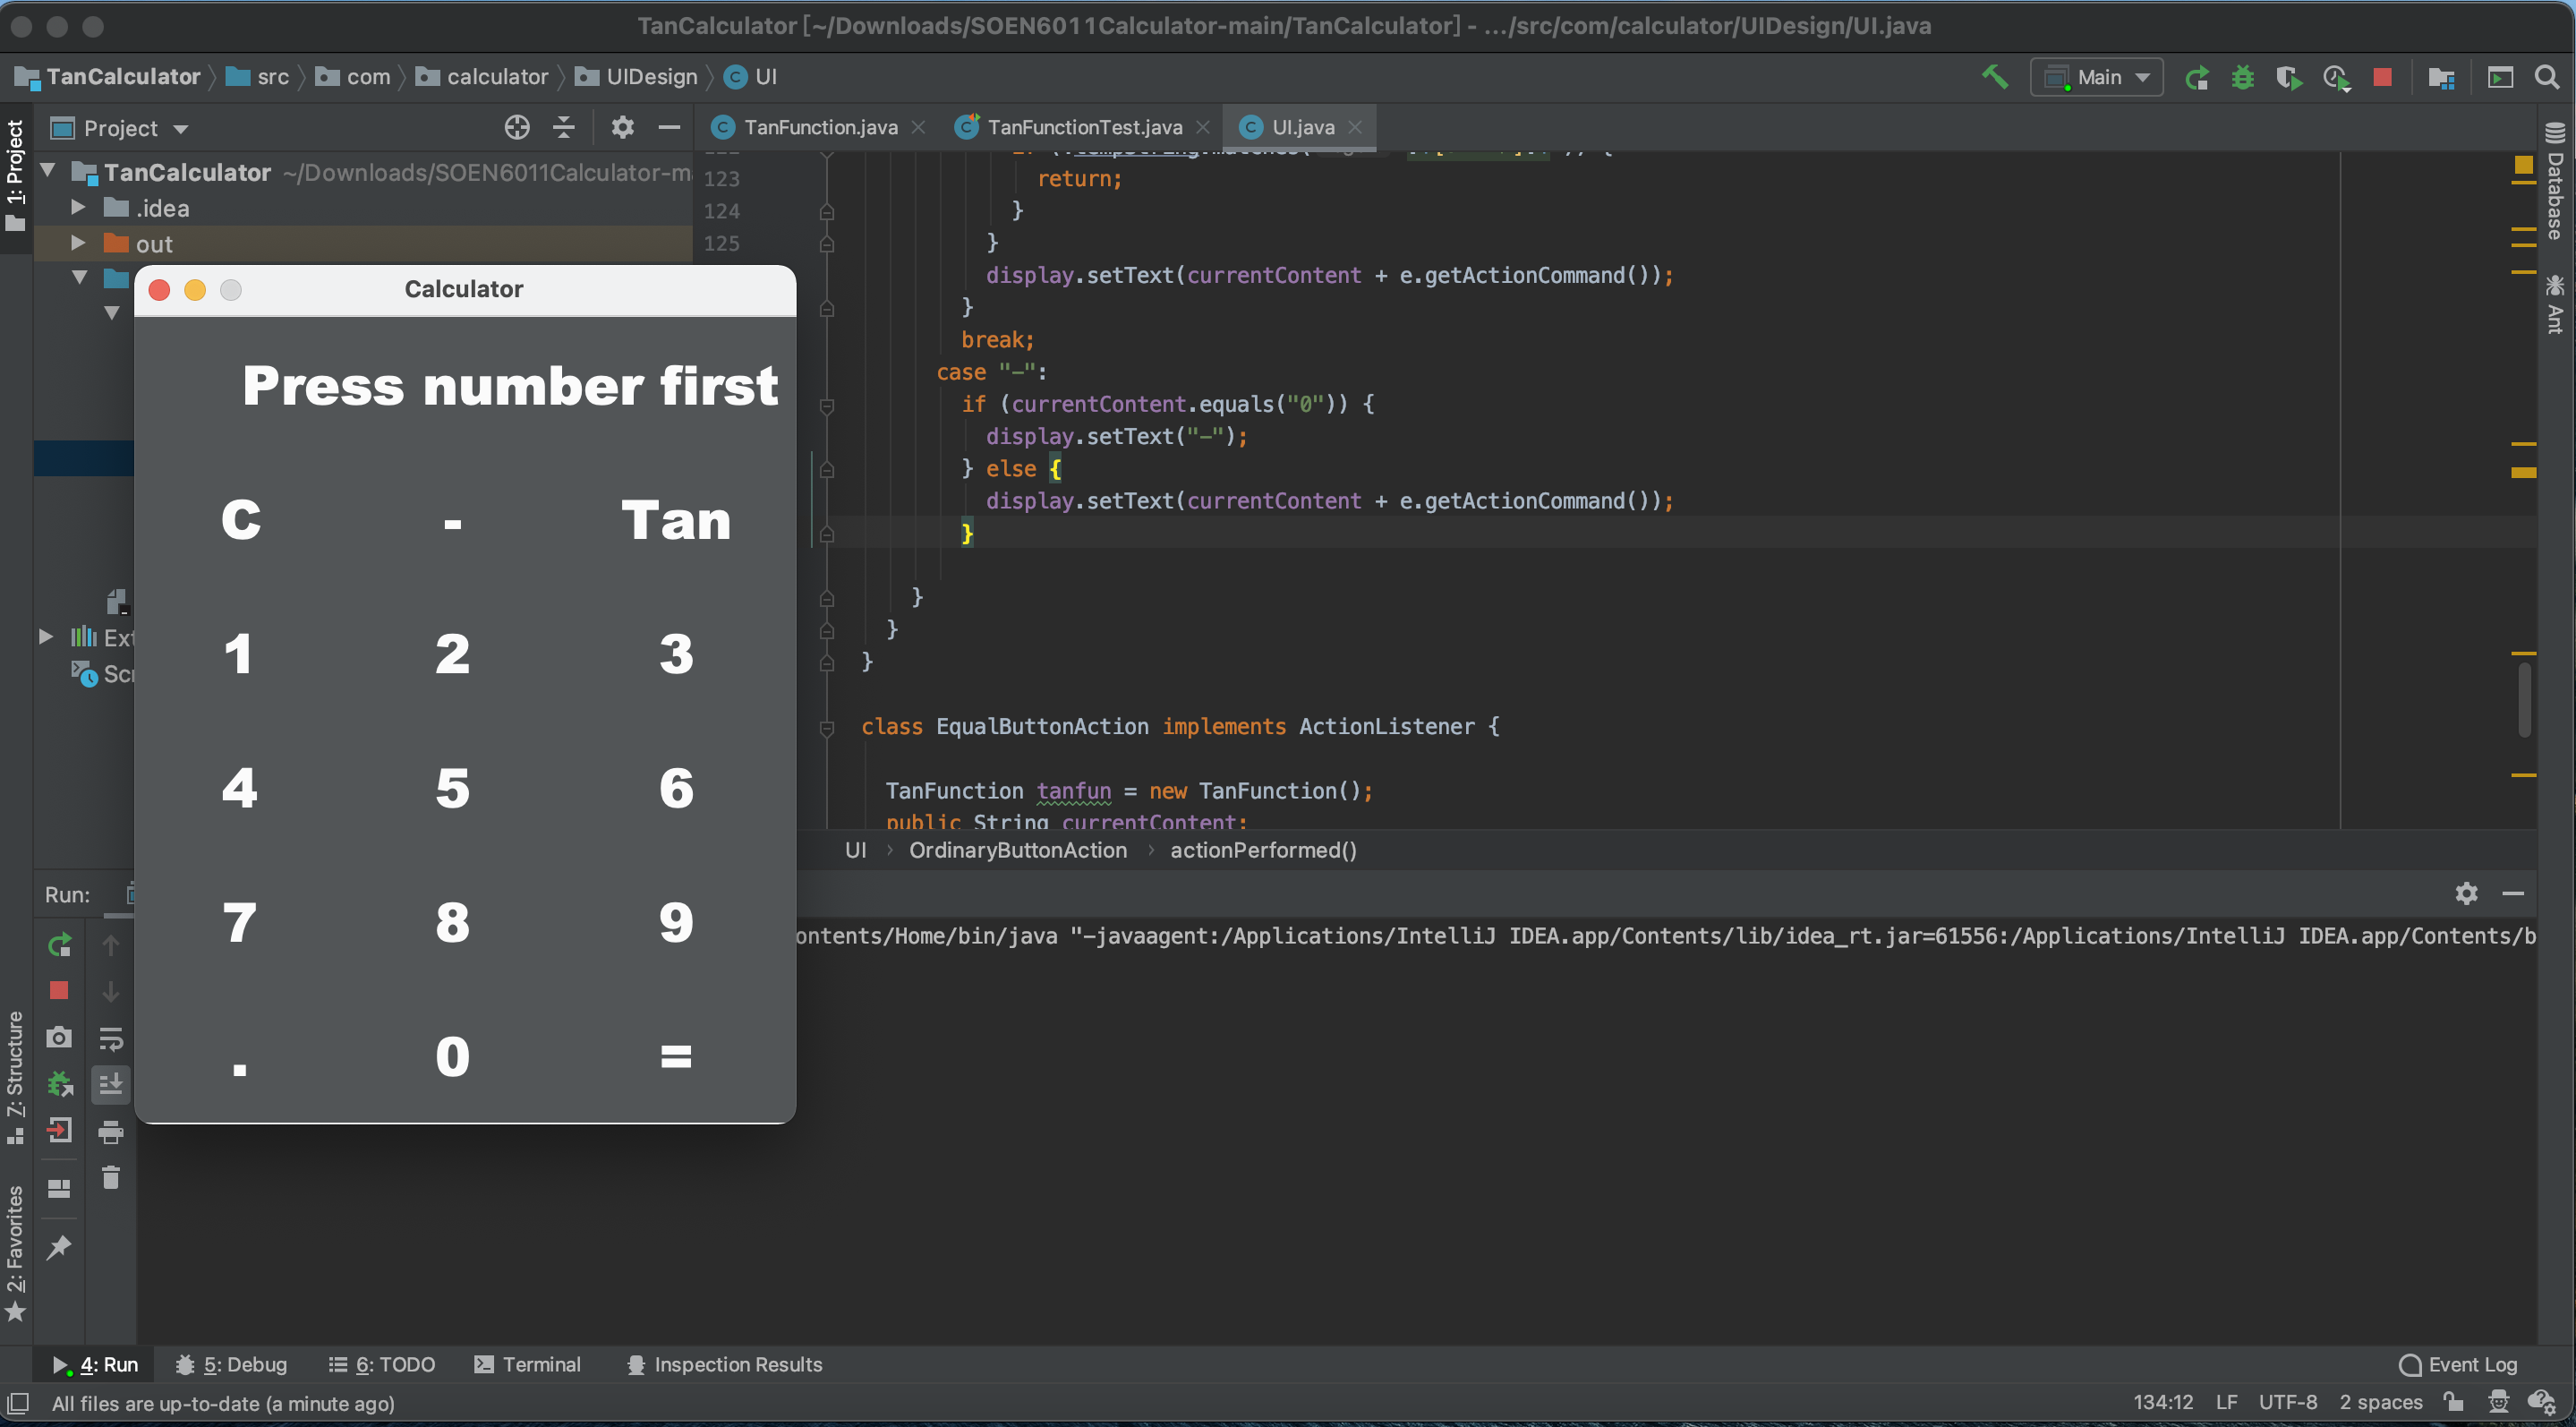 TanCalculator [~/Downloads/SOEN6011Calculator-main/TanCalculator] - .../src/com/calculator/UIDesign/UI.java
TanCalculator src com calculator UIDesign UI
Main
1: Project
Project
TanFunction.java TanFunctionTest.java UI.java
TanCalculator ~/Downloads/SOEN6011Calculator-m
.idea
out
Ext
Scr
Calculator
Press number first
C - Tan
1 2 3
4 5 6
7 8 9
. 0 =
123 return;
124 }
125 }
display.setText(currentContent + e.getActionCommand());
}
break;
case "-":
if (currentContent.equals("0")) {
display.setText("-");
} else {
display.setText(currentContent + e.getActionCommand());
}
}
}
}
class EqualButtonAction implements ActionListener {
TanFunction tanfun = new TanFunction();
public String currentContent;
UI > OrdinaryButtonAction > actionPerformed()
Database
Ant
Run:
ontents/Home/bin/java "-javaagent:/Applications/IntelliJ IDEA.app/Contents/lib/idea_rt.jar=61556:/Applications/IntelliJ IDEA.app/Contents/b
7: Structure
2: Favorites
4: Run 5: Debug 6: TODO Terminal Inspection Results Event Log
All files are up-to-date (a minute ago) 134:12 LF UTF-8 2 spaces